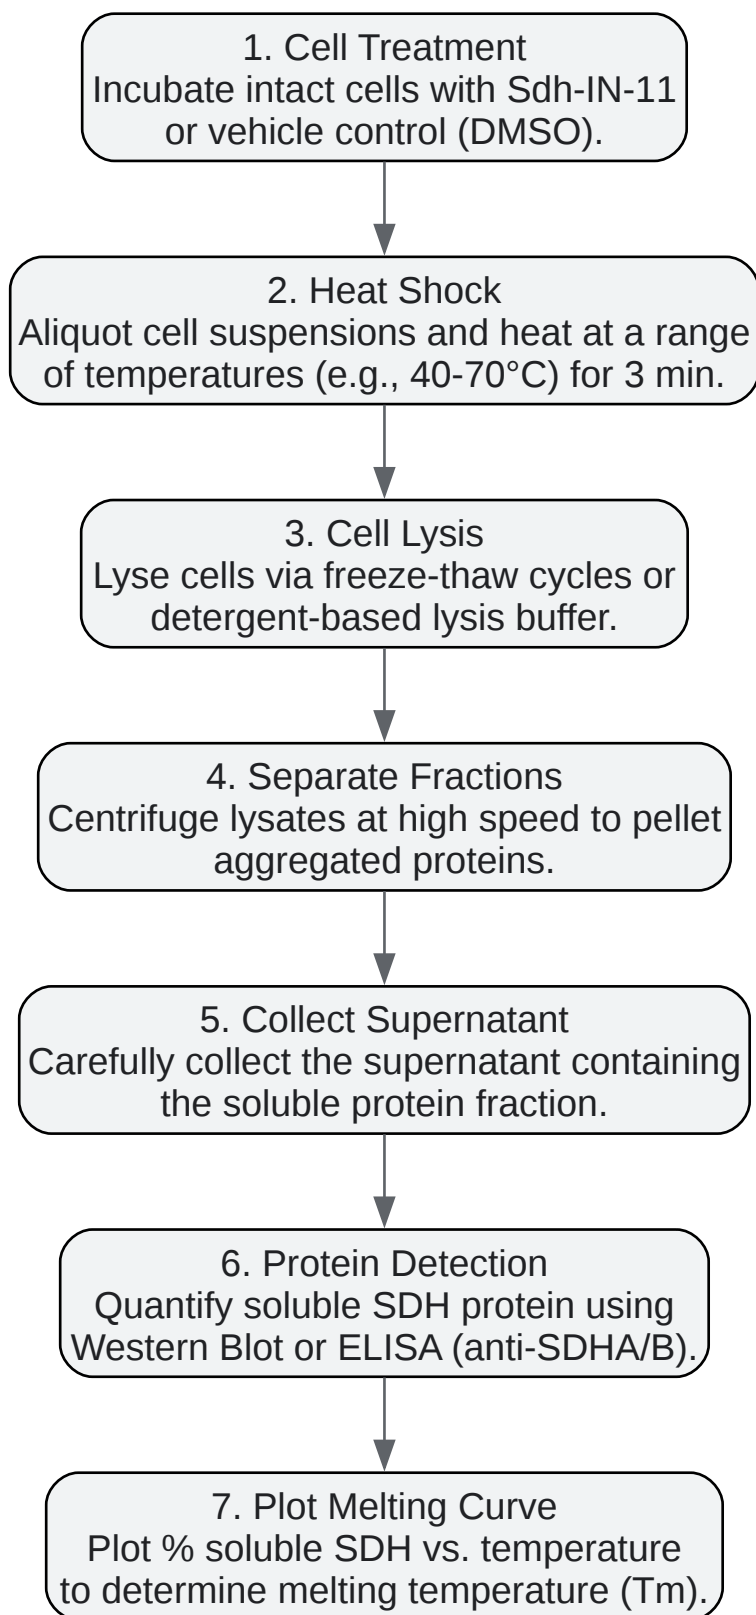 1. Cell Treatment
Incubate intact cells with Sdh-IN-11
or vehicle control (DMSO).
2. Heat Shock
Aliquot cell suspensions and heat at a range
of temperatures (e.g., 40-70°C) for 3 min.
3. Cell Lysis
Lyse cells via freeze-thaw cycles or
detergent-based lysis buffer.
4. Separate Fractions
Centrifuge lysates at high speed to pellet
aggregated proteins.
5. Collect Supernatant
Carefully collect the supernatant containing
the soluble protein fraction.
6. Protein Detection
Quantify soluble SDH protein using
Western Blot or ELISA (anti-SDHA/B).
7. Plot Melting Curve
Plot % soluble SDH vs. temperature
to determine melting temperature (Tm).